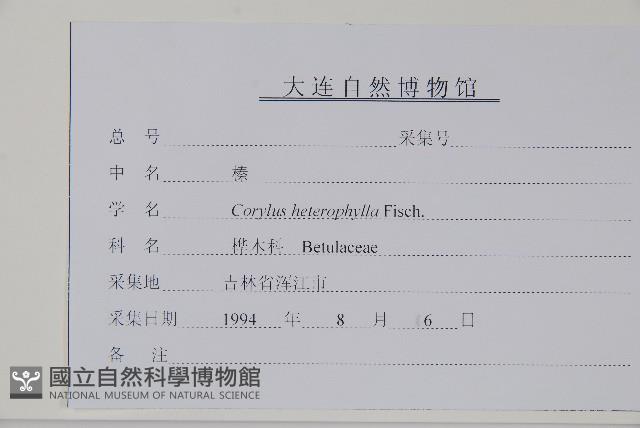 大连自然博物馆
总 号 采集号
中 名 榛
学 名 Corylus heterophylla Fisch.
科 名 桦木科 Betulaceae
采集地 吉林省浑江市
采集日期 1994 年 8 月 6 日
备 注
國立自然科學博物館
NATIONAL MUSEUM OF NATURAL SCIENCE